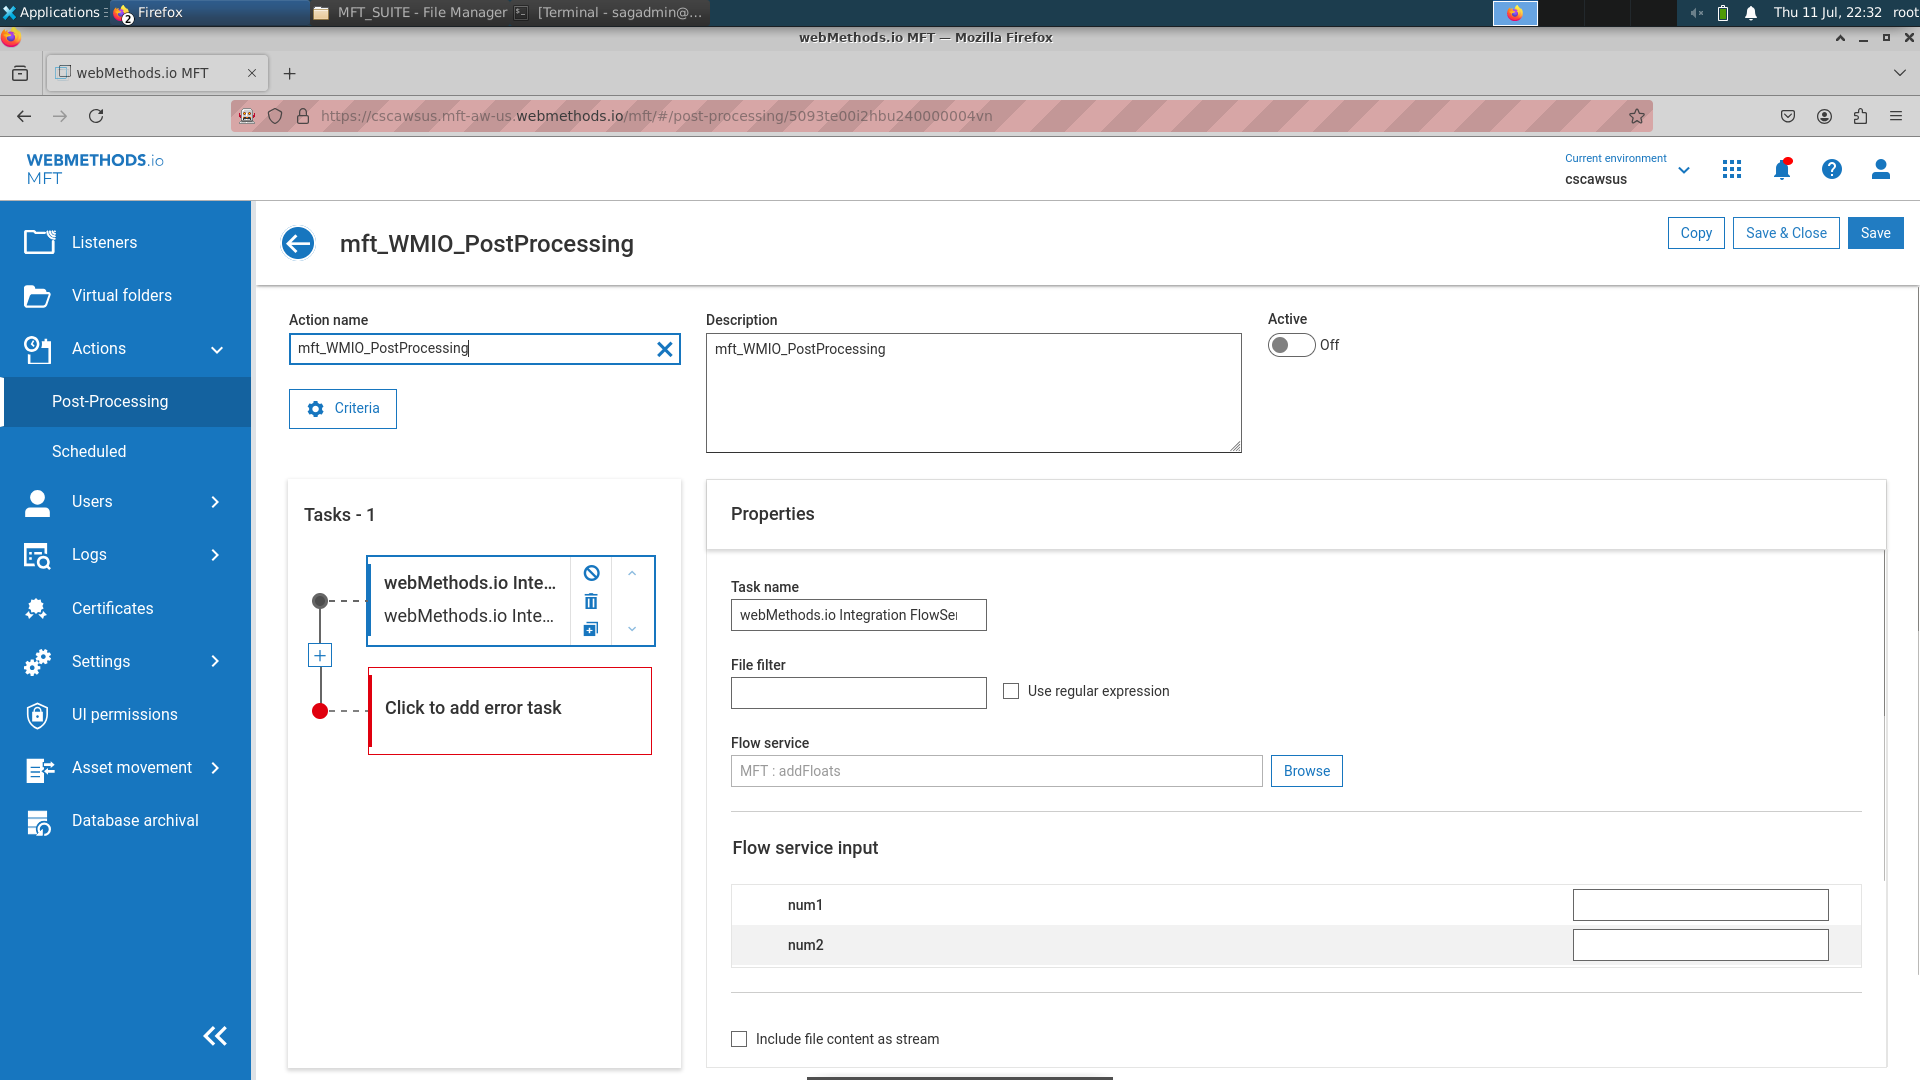 Applications
2
Firefox
MFT_SUITE - File Manager
[Terminal - sagadmin@...
Thu 11 Jul, 22:32
root
webMethods.io MFT — Mozilla Firefox
webMethods.io MFT
https://cscawsus.mft-aw-us.webmethods.io/mft/#/post-processing/5093te00i2hbu240000004vn
WEBMETHODS.io
MFT
Current environment
cscawsus
Listeners
Virtual folders
Actions
Post-Processing
Scheduled
Users
Logs
Certificates
Settings
UI permissions
Asset movement
Database archival
mft_WMIO_PostProcessing
Copy
Save & Close
Save
Action name
mft_WMIO_PostProcessing
Criteria
Description
mft_WMIO_PostProcessing
Active
Off
Tasks - 1
webMethods.io Inte...
webMethods.io Inte...
Click to add error task
Properties
Task name
webMethods.io Integration FlowSer
File filter
Use regular expression
Flow service
MFT : addFloats
Browse
Flow service input
num1
num2
Include file content as stream